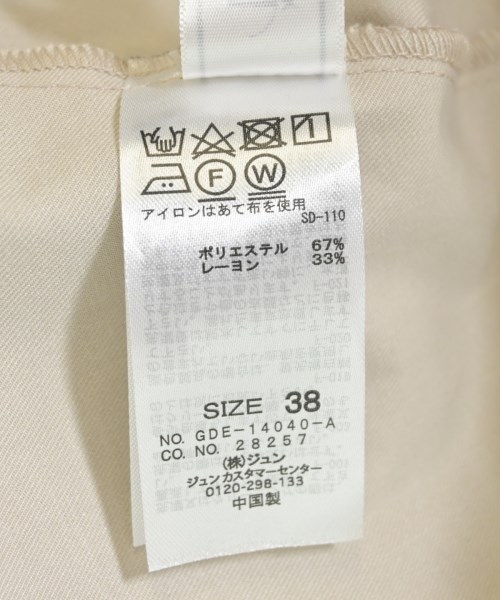 F W
アイロンはあて布を使用
SD-110
ポリエステル 67%
レーヨン 33%
SIZE 38
NO. GDE-14040-A
CO. NO. 28257
(株)ジュン
ジュンカスタマーセンター
0120-298-133
中国製